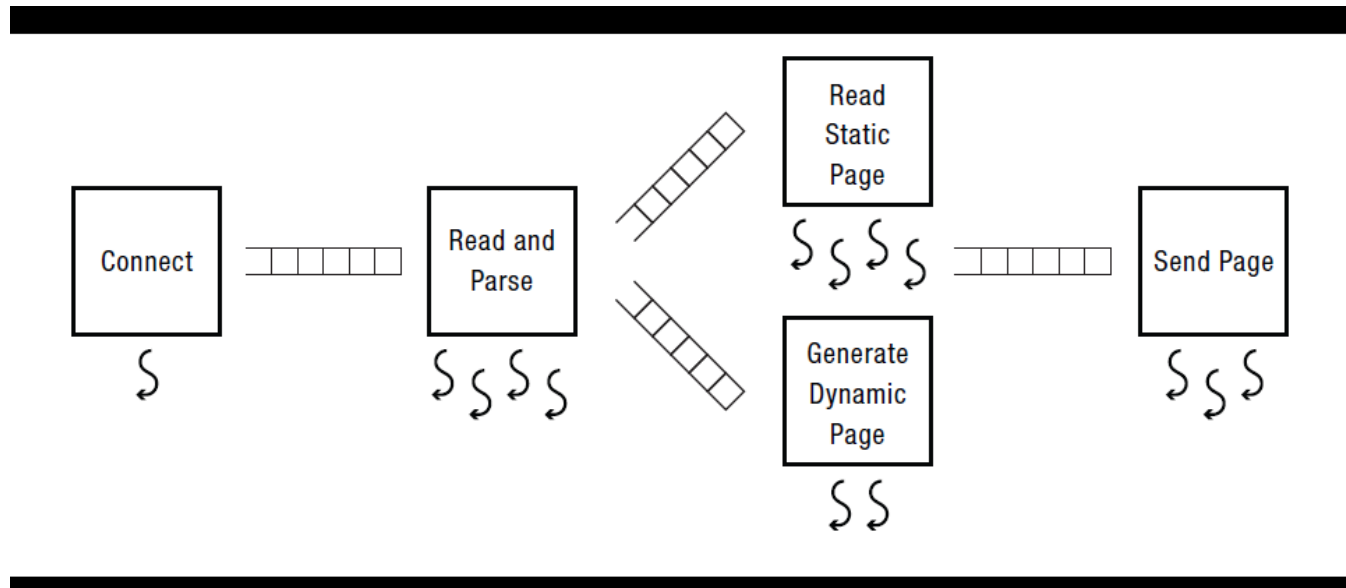 Connect
Read and
Parse
Read
Static
Page
Generate
Dynamic
Page
Send Page